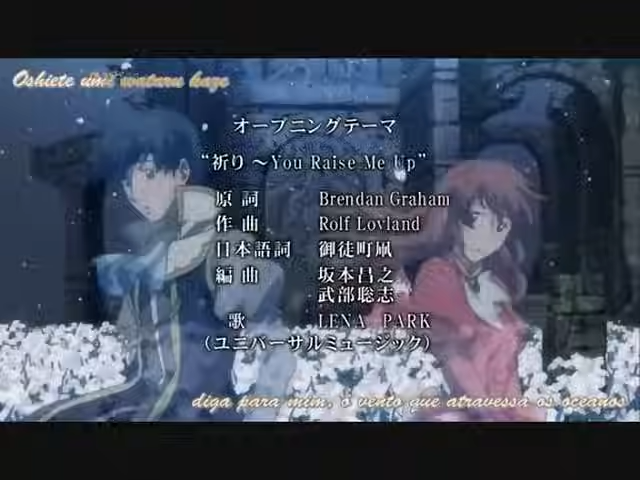 Oshiete umi wataru kaze
オープニングテーマ
“祈り ～You Raise Me Up”
原 詞 Brendan Graham
作 曲 Rolf Lovland
日本語詞 御徒町凧
編 曲 坂本昌之
武部聡志
歌 LENA PARK
（ユニバーサルミュージック）
diga para mim, o vento que atravessa os oceanos